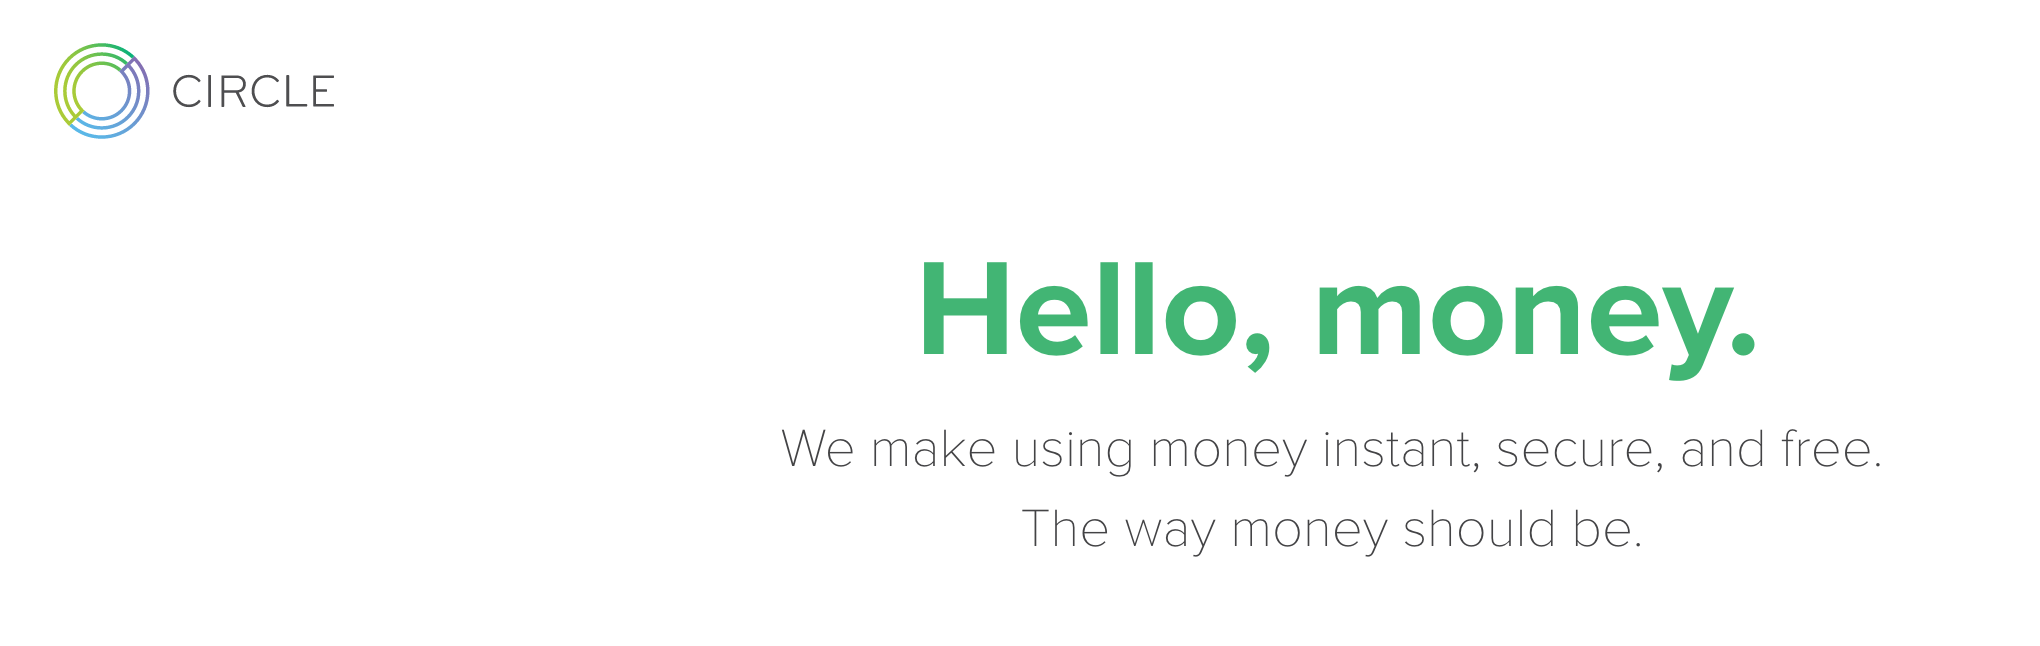 CIRCLE
Hello, money.
We make using money instant, secure, and free.
The way money should be.